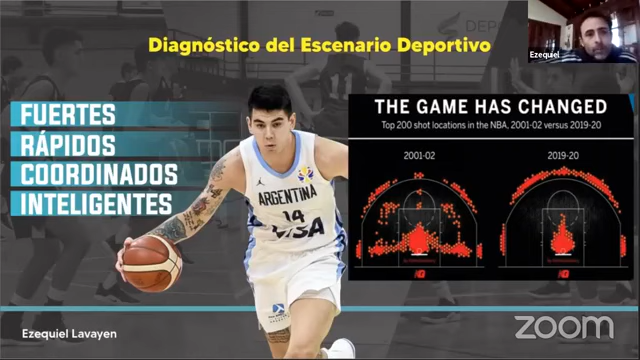 Diagnóstico del Escenario Deportivo
Ezequiel
FUERTES
RÁPIDOS
COORDINADOS
INTELIGENTES
ARGENTINA
14
VISA
THE GAME HAS CHANGED
Top 200 shot locations in the NBA, 2001-02 versus 2019-20
2001-02
2019-20
Ezequiel Lavayen
zoom